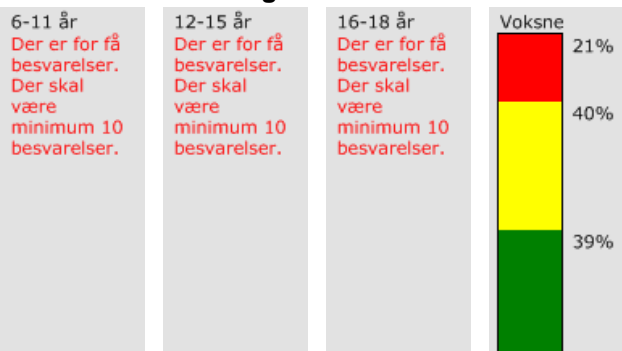 6-11 år
Der er for få
besvarelser.
Der skal
være
minimum 10
besvarelser.
12-15 år
Der er for få
besvarelser.
Der skal
være
minimum 10
besvarelser.
16-18 år
Der er for få
besvarelser.
Der skal
være
minimum 10
besvarelser.
Voksne
21%
40%
39%